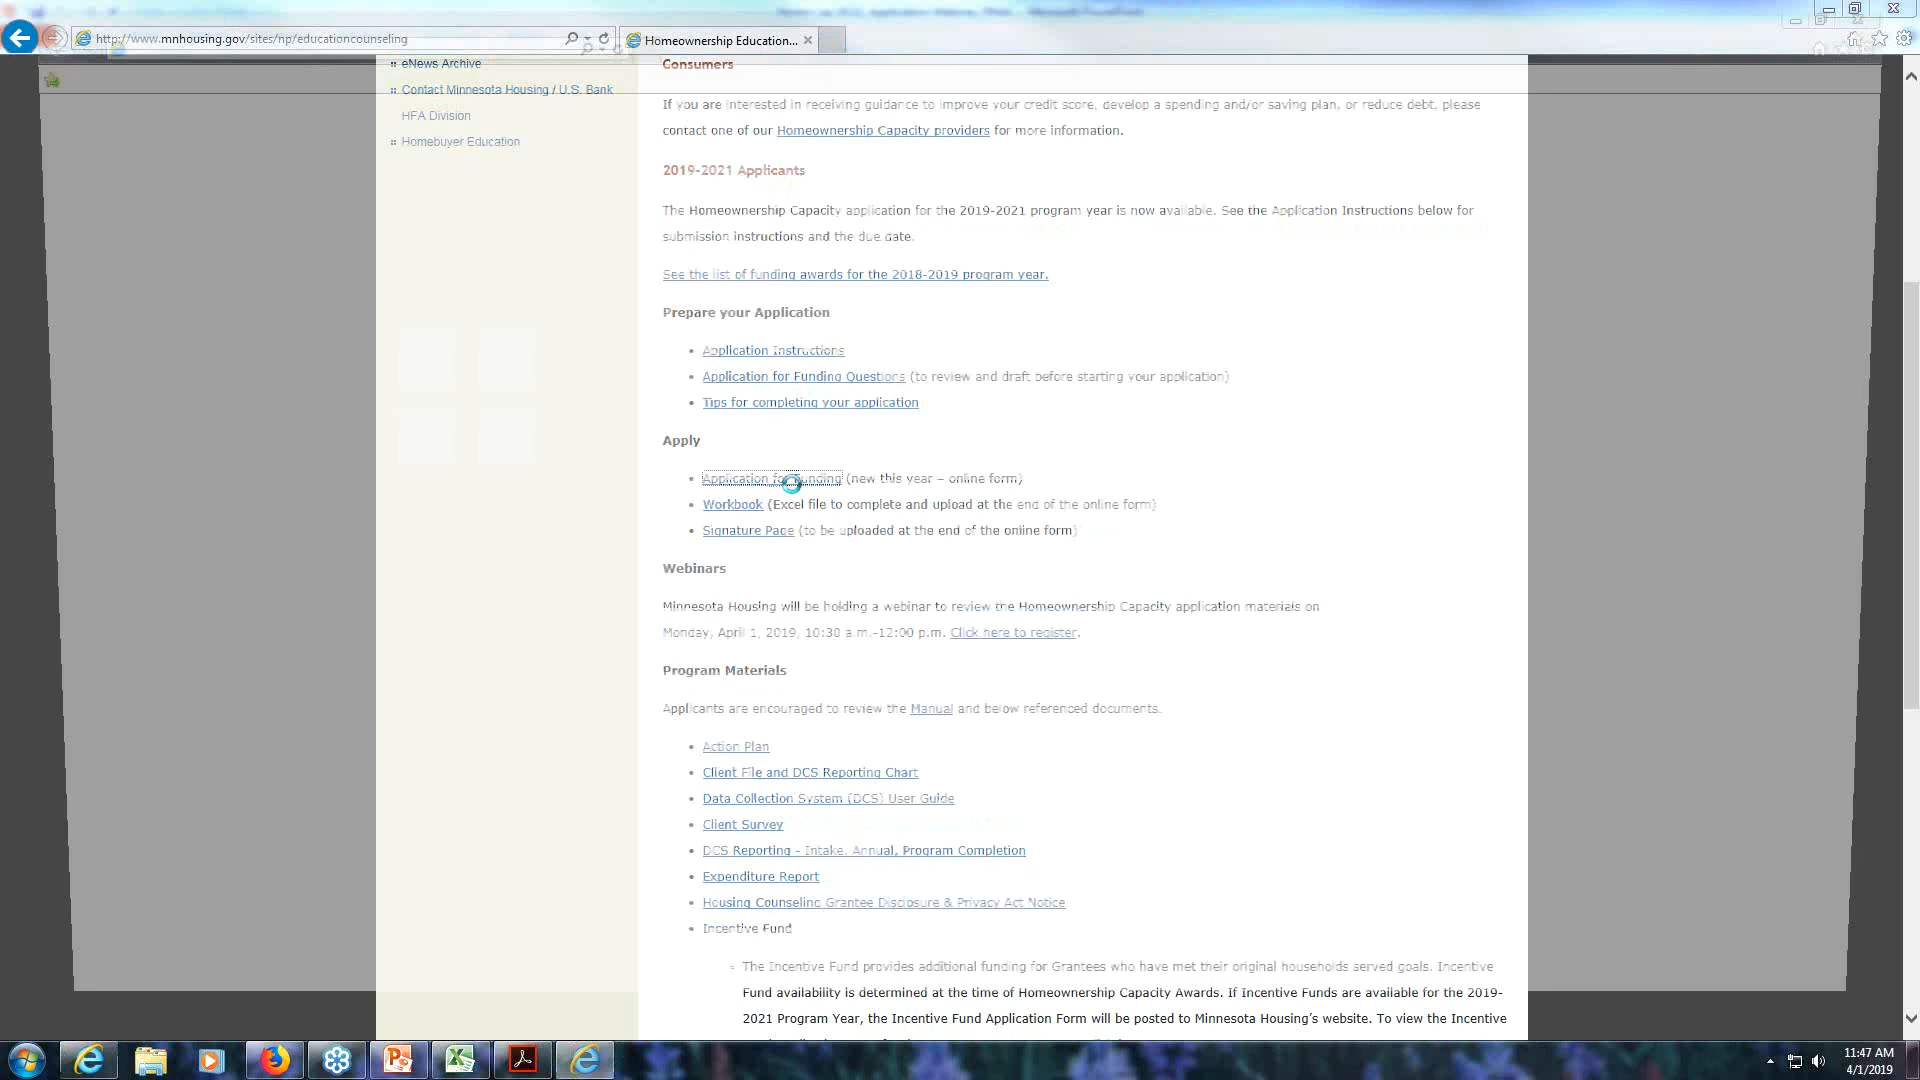 http://www.mnhousing.gov/sites/np/educationcounseling
Homeownership Education...
eNews Archive
Contact Minnesota Housing / U.S. Bank
HFA Division
Homebuyer Education
Consumers
If you are interested in receiving guidance to improve your credit score, develop a spending and/or saving plan, or reduce debt, please
contact one of our Homeownership Capacity providers for more information.
2019-2021 Applicants
The Homeownership Capacity application for the 2019-2021 program year is now available. See the Application Instructions below for
submission instructions and the due date.
See the list of funding awards for the 2018-2019 program year.
Prepare your Application
• Application Instructions
• Application for Funding Questions (to review and draft before starting your application)
• Tips for completing your application
Apply
• Application for Funding (new this year – online form)
• Workbook (Excel file to complete and upload at the end of the online form)
• Signature Page (to be uploaded at the end of the online form)
Webinars
Minnesota Housing will be holding a webinar to review the Homeownership Capacity application materials on
Monday, April 1, 2019, 10:30 a.m.-12:00 p.m. Click here to register.
Program Materials
Applicants are encouraged to review the Manual and below referenced documents.
• Action Plan
• Client File and DCS Reporting Chart
• Data Collection System (DCS) User Guide
• Client Survey
• DCS Reporting - Intake, Annual, Program Completion
• Expenditure Report
• Housing Counseling Grantee Disclosure & Privacy Act Notice
• Incentive Fund
The Incentive Fund provides additional funding for Grantees who have met their original households served goals. Incentive
Fund availability is determined at the time of Homeownership Capacity Awards. If Incentive Funds are available for the 2019-
2021 Program Year, the Incentive Fund Application Form will be posted to Minnesota Housing's website. To view the Incentive
11:47 AM
4/1/2019